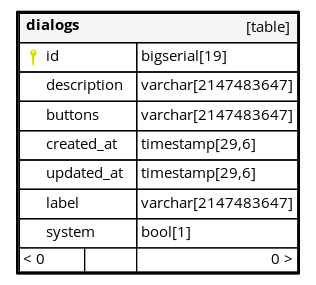 dialogs [table]
id bigserial[19]
description varchar[2147483647]
buttons varchar[2147483647]
created_at timestamp[29,6]
updated_at timestamp[29,6]
label varchar[2147483647]
system bool[1]
< 0 0 >